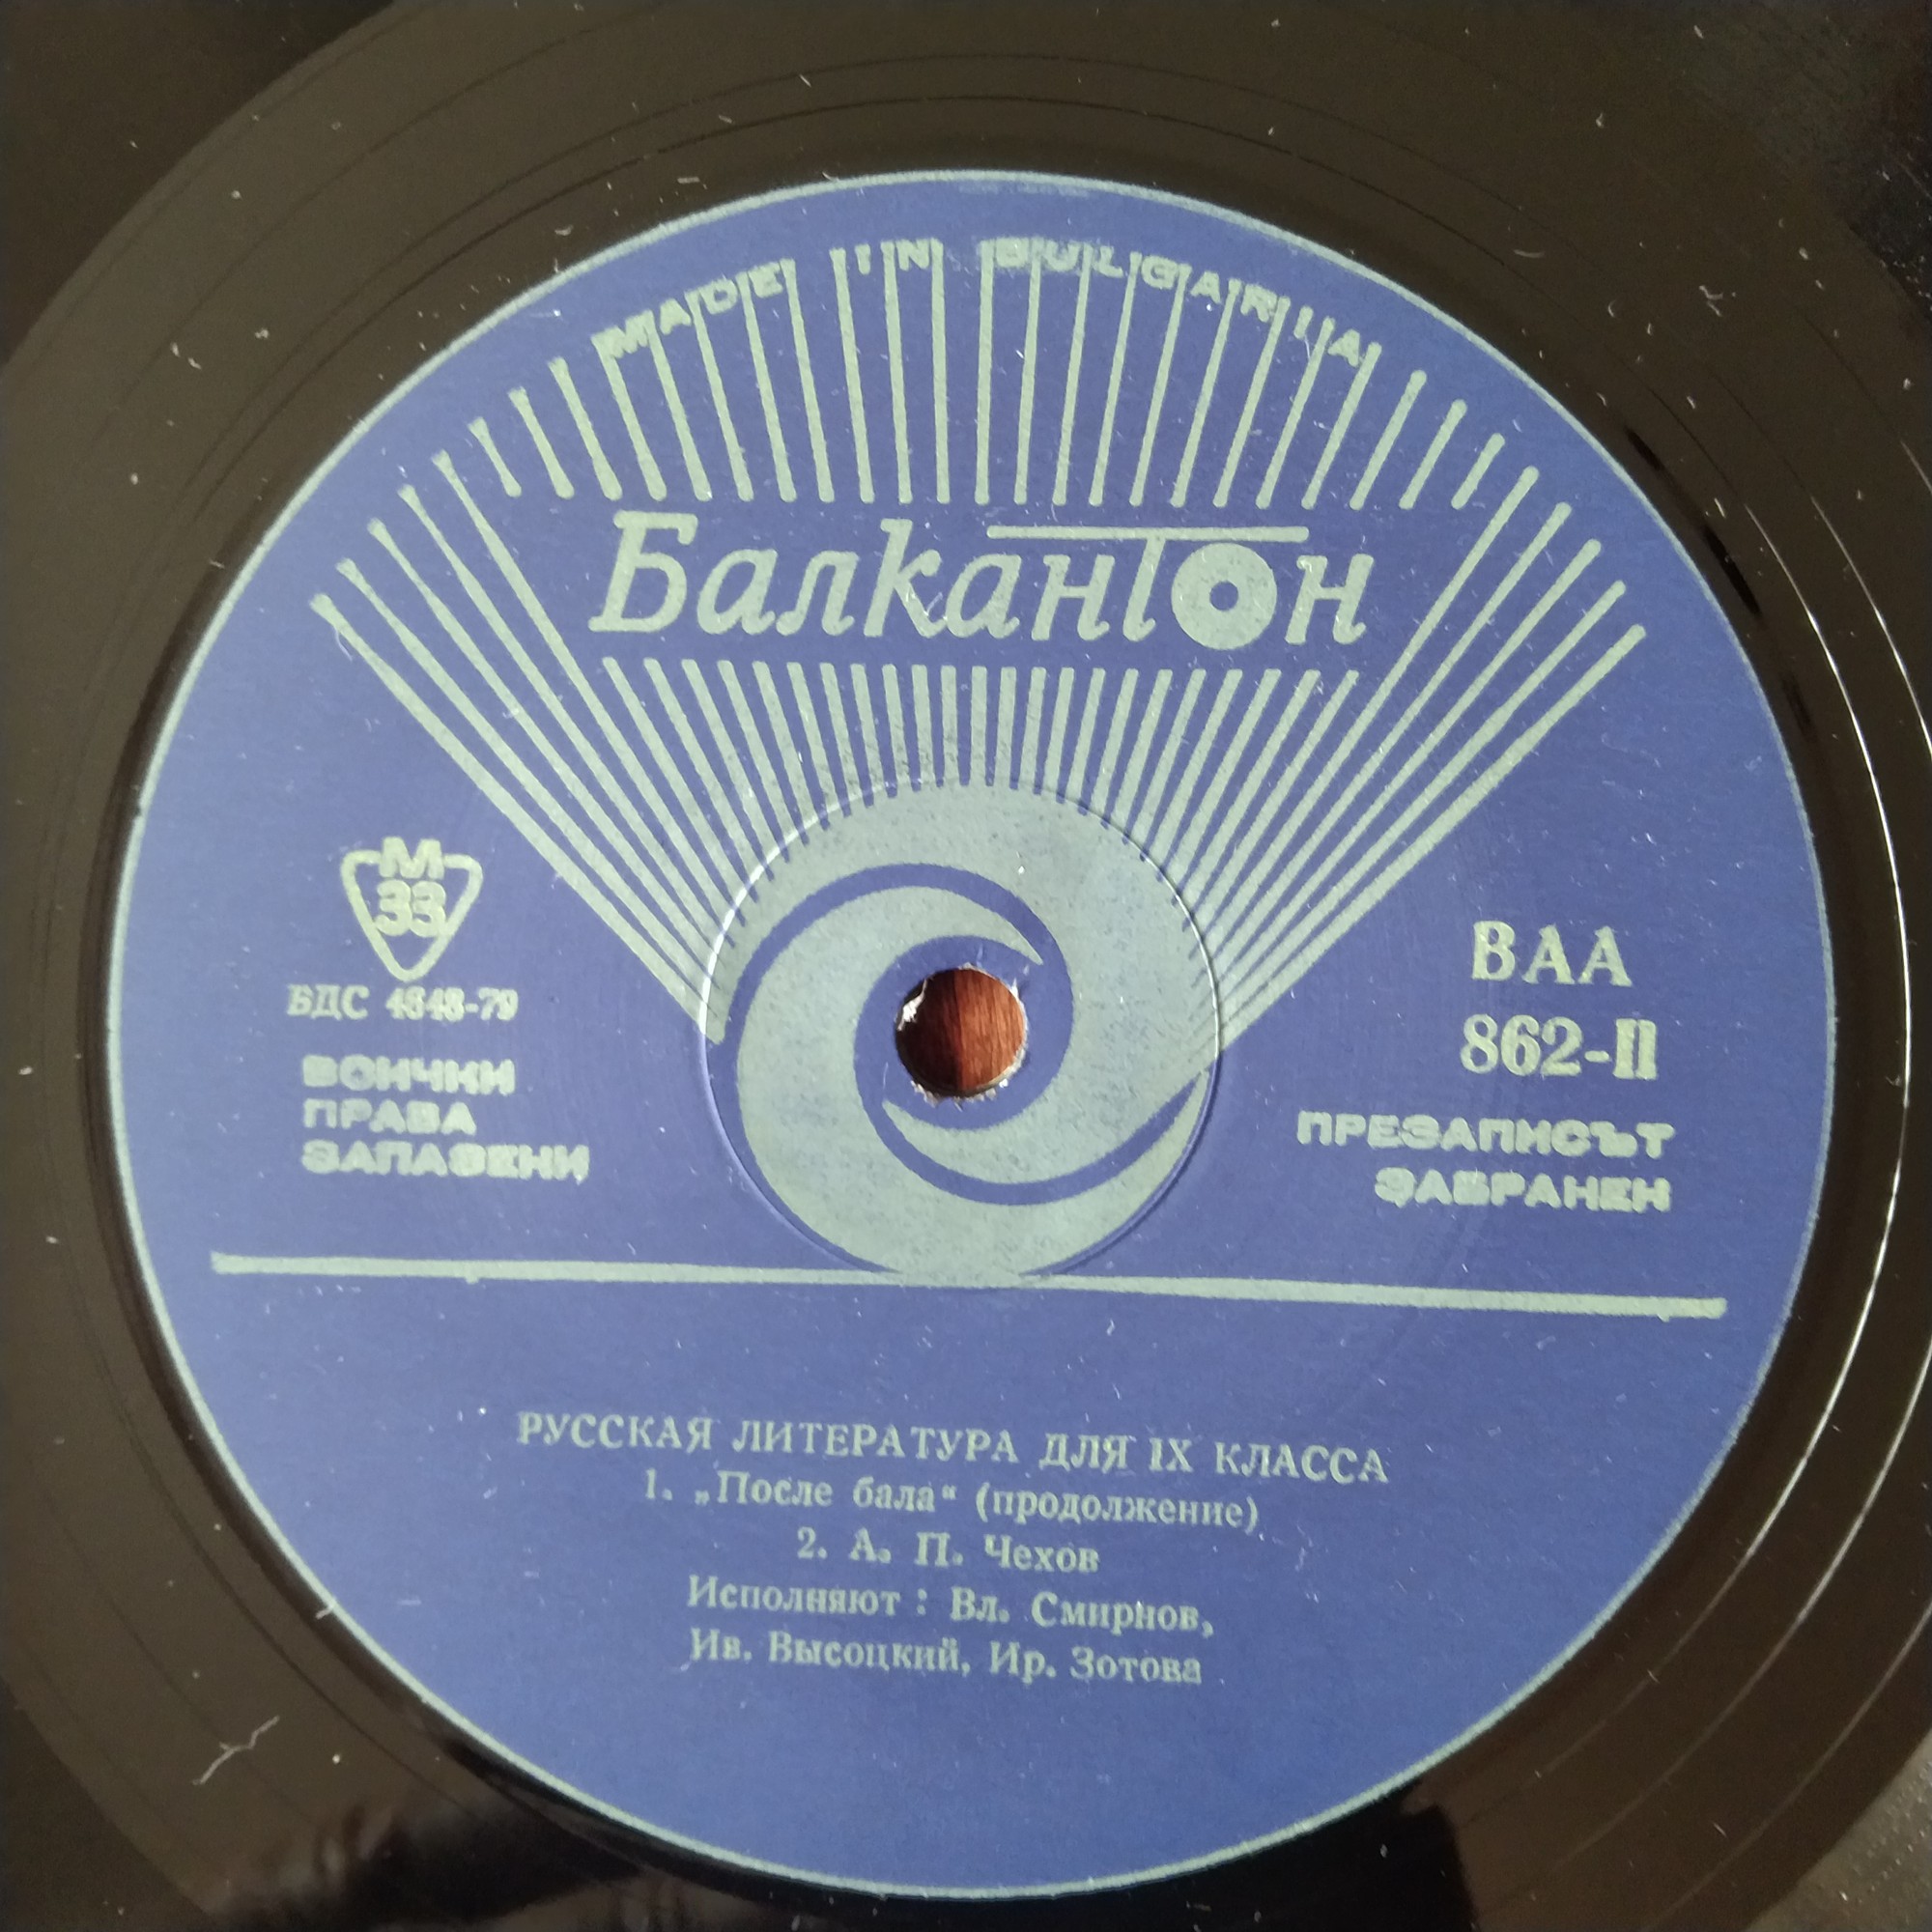 MADE IN BULGARIA
Балкантон
М
33
БДС 4848-79
ВСИЧКИ
ПРАВА
ЗАПАЗЕНИ
ВАА
862-II
ПРЕЗАПИСЪТ
ЗАБРАНЕН
РУССКАЯ ЛИТЕРАТУРА ДЛЯ IX КЛАССА
1. „После бала“ (продолжение)
2. А. П. Чехов
Исполняют : Вл. Смирнов,
Ив. Высоцкий, Ир. Зотова